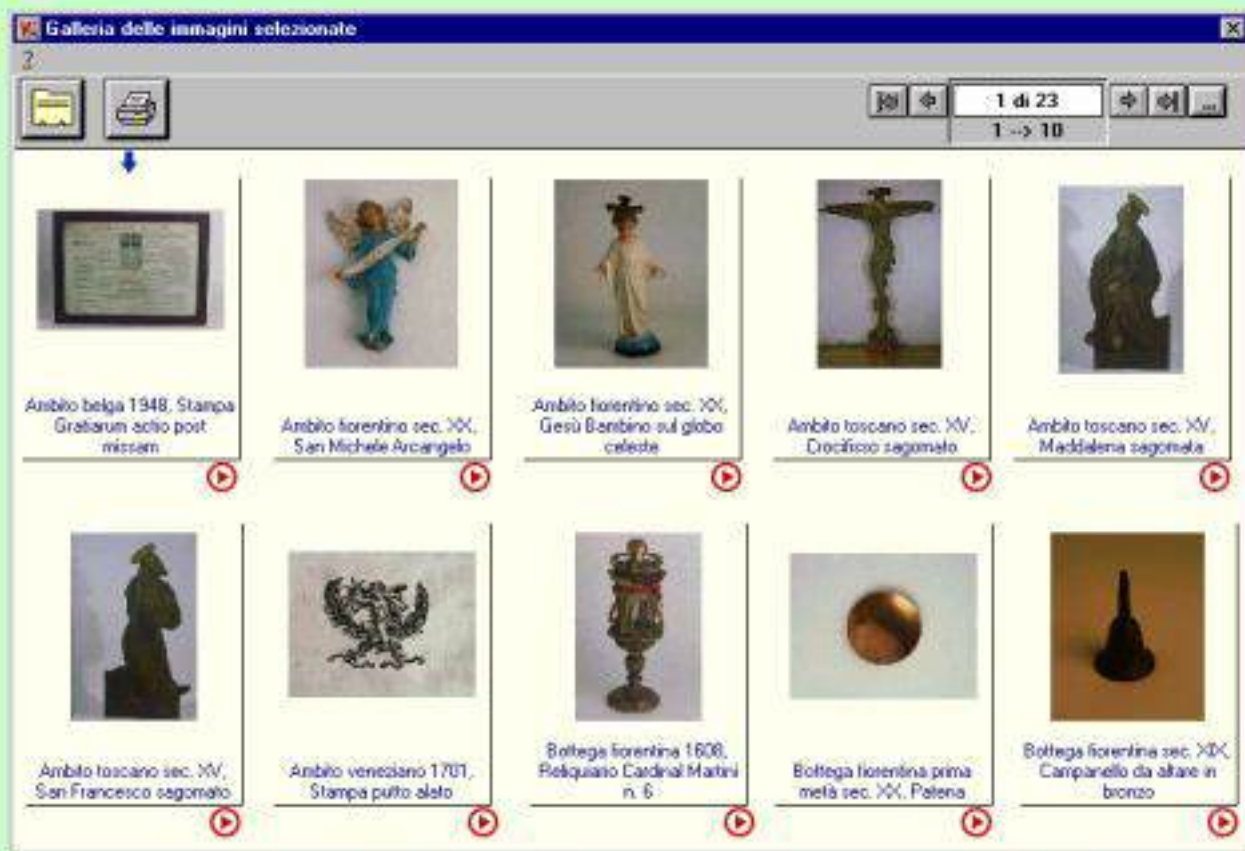 Galleria delle immagini selezionate
?
1 di 23
...
1 --> 10
Ambito belga 1948, Stampa
Gratiarum actio post
missam
Ambito fiorentino sec. XX,
San Michele Arcangelo
Ambito fiorentino sec. XX,
Gesù Bambino sul globo
celeste
Ambito toscano sec. XV,
Crocifisso sagomato
Ambito toscano sec. XV,
Maddalena sagomata
Ambito toscano sec. XV,
San Francesco sagomato
Ambito veneziano 1701,
Stampa putto alato
Bottega fiorentina 1608,
Reliquiario Cardinal Martini
n. 6
Bottega fiorentina prima
metà sec. XX, Patena
Bottega fiorentina sec. XIX,
Campanello da altare in
bronzo